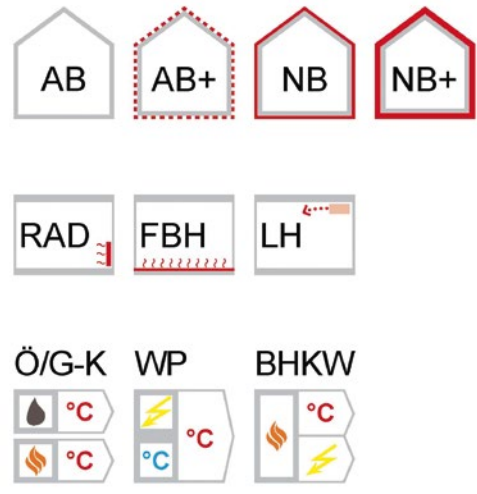 AB AB+ NB NB+
RAD FBH LH
Ö/G-K WP BHKW
°C °C °C
°C °C